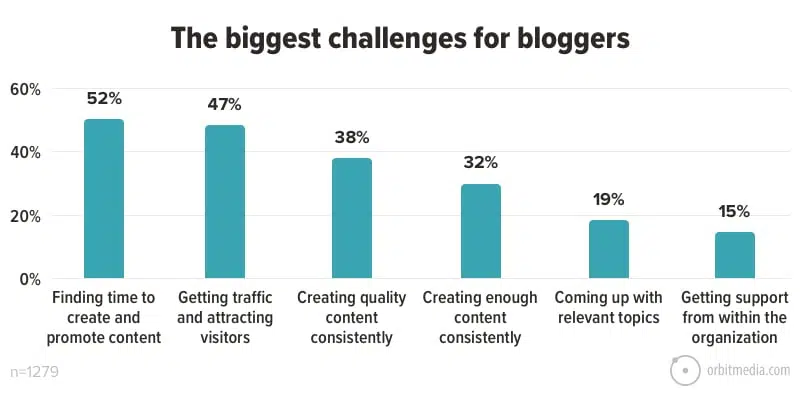 The biggest challenges for bloggers
60%
40%
20%
0%
52%
47%
38%
32%
19%
15%
Finding time to
create and
promote content
Getting traffic
and attracting
visitors
Creating quality
content
consistently
Creating enough
content
consistently
Coming up with
relevant topics
Getting support
from within the
organization
n=1279
orbitmedia.com